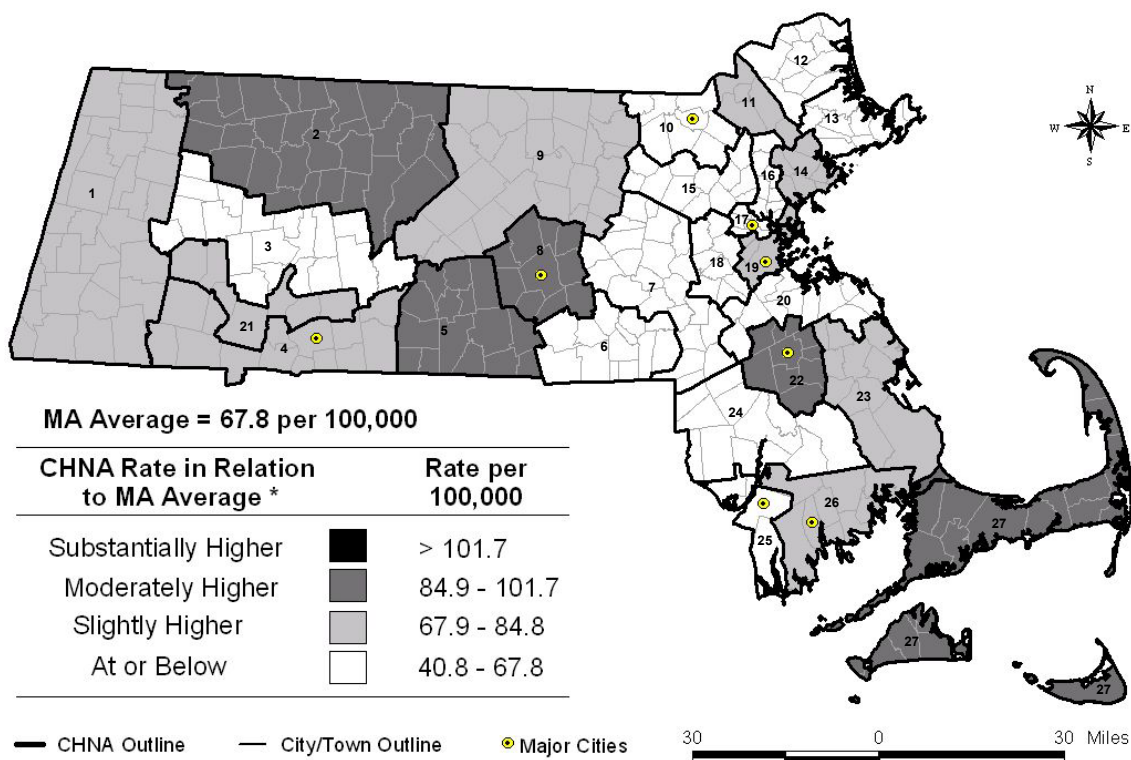 12
11
10
13
2
9
14
16
15
1
17
8
3
18
19
7
20
21
5
6
4
22
23
24
26
27
25
27
27
N
W E
S
MA Average = 67.8 per 100,000
CHNA Rate in Relation to MA Average * Rate per 100,000
Substantially Higher > 101.7
Moderately Higher 84.9 - 101.7
Slightly Higher 67.9 - 84.8
At or Below 40.8 - 67.8
CHNA Outline City/Town Outline Major Cities
30 0 30 Miles